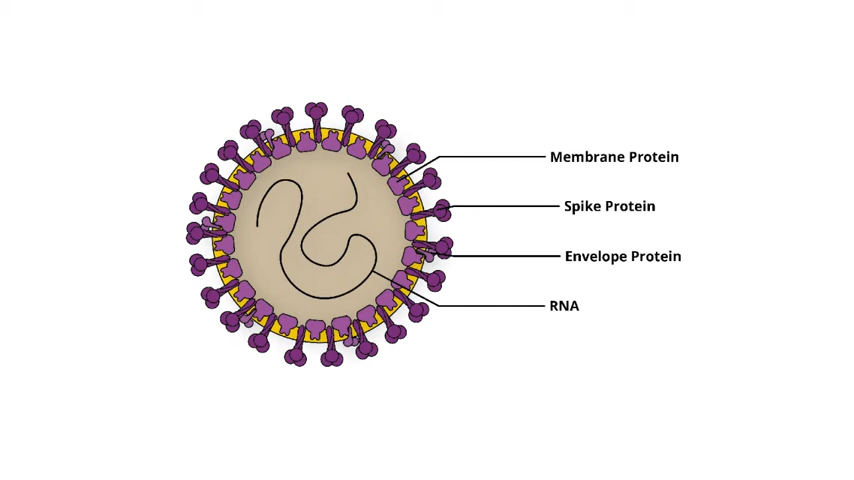 Membrane Protein
Spike Protein
Envelope Protein
RNA